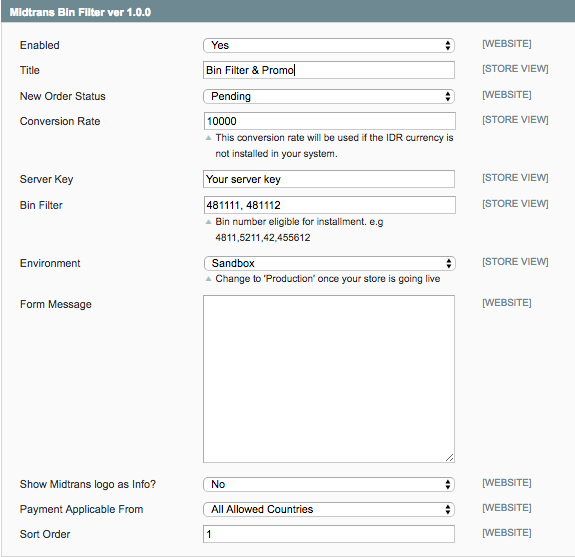 Midtrans Bin Filter ver 1.0.0
Enabled Yes [WEBSITE]
Title Bin Filter & Promo [STORE VIEW]
New Order Status Pending [WEBSITE]
Conversion Rate 10000 [STORE VIEW]
This conversion rate will be used if the IDR currency is
not installed in your system.
Server Key Your server key [STORE VIEW]
Bin Filter 481111, 481112 [STORE VIEW]
Bin number eligible for installment. e.g
4811,5211,42,455612
Environment Sandbox [STORE VIEW]
Change to 'Production' once your store is going live
Form Message [WEBSITE]
Show Midtrans logo as Info? No [WEBSITE]
Payment Applicable From All Allowed Countries [WEBSITE]
Sort Order 1 [WEBSITE]